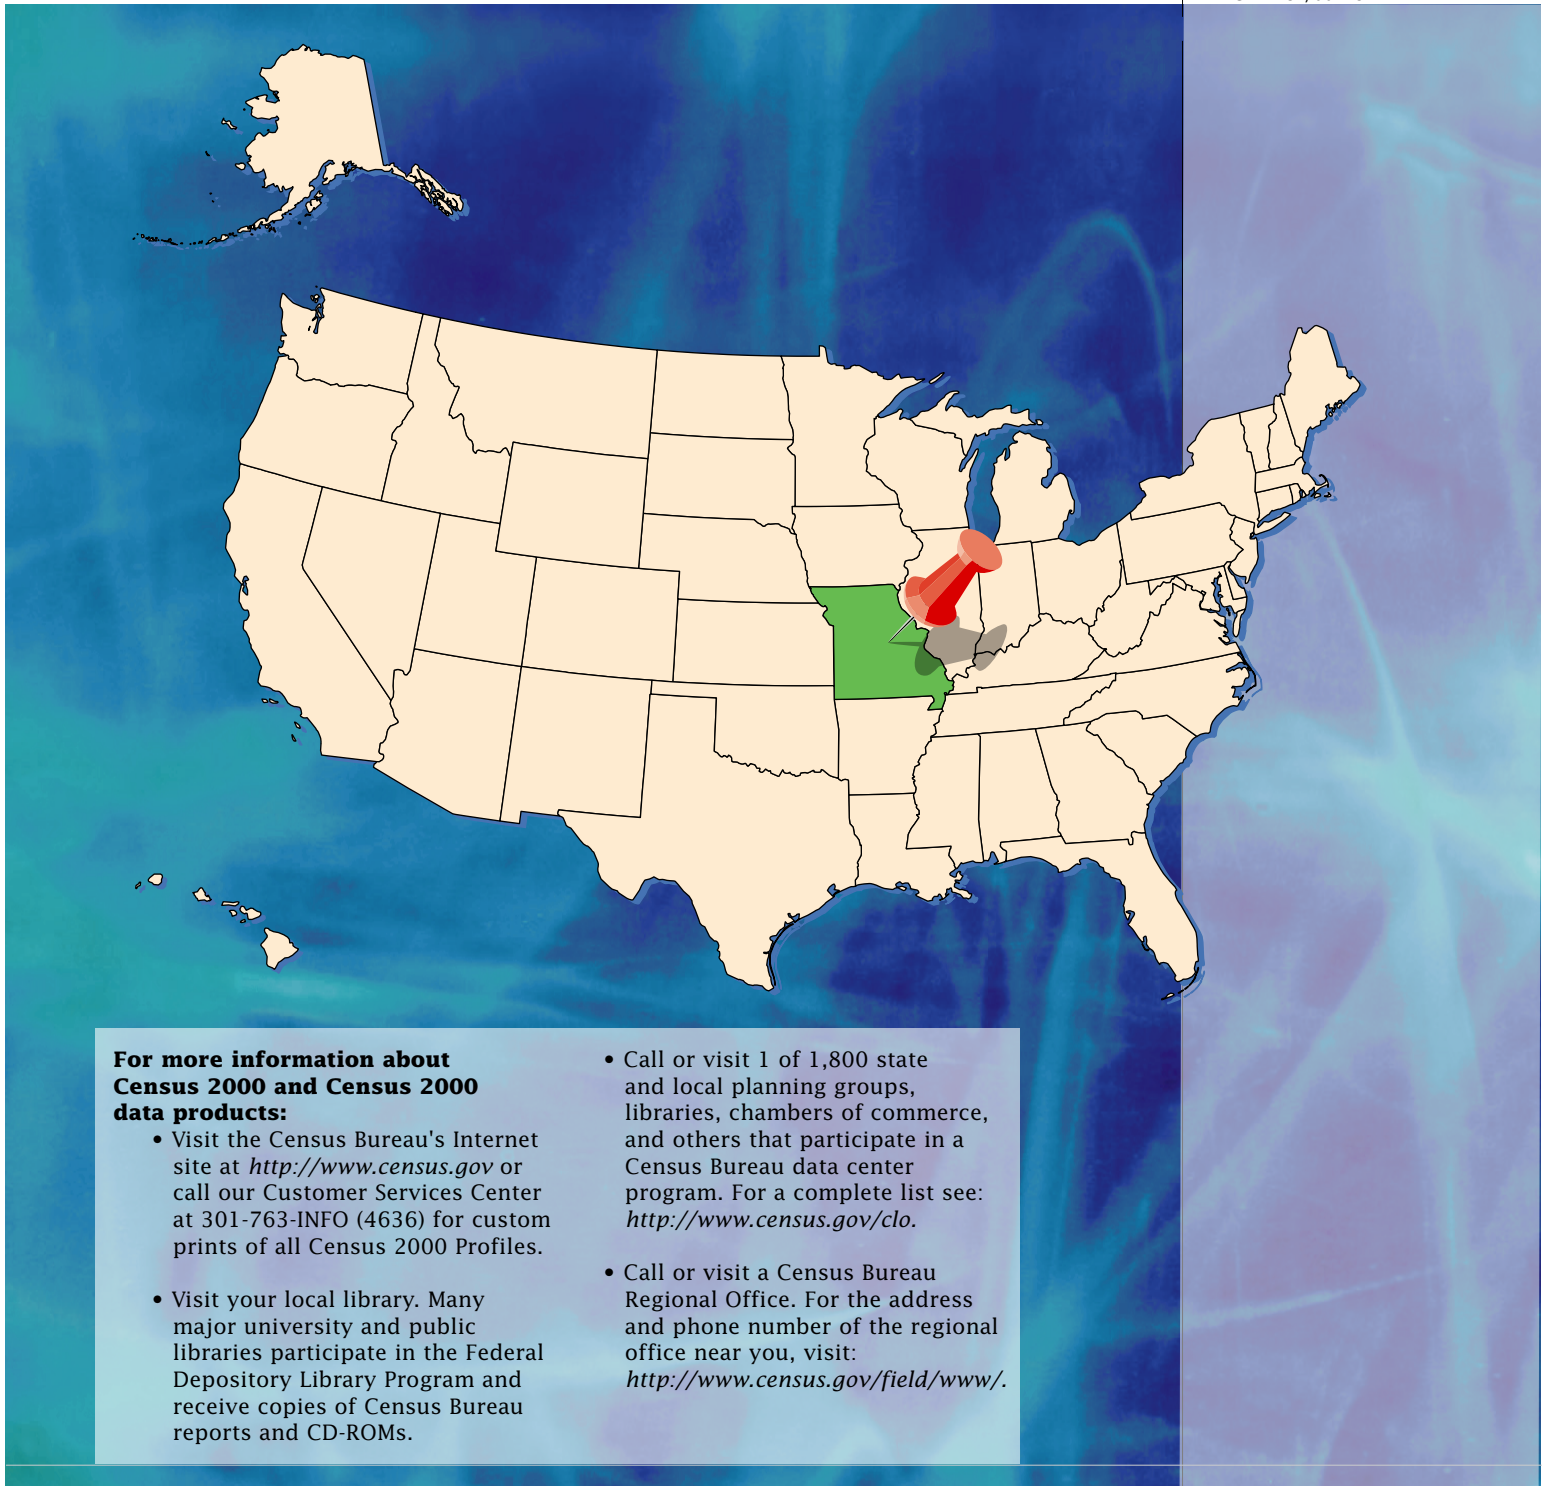 For more information about
Census 2000 and Census 2000
data products:
• Visit the Census Bureau's Internet
site at http://www.census.gov or
call our Customer Services Center
at 301-763-INFO (4636) for custom
prints of all Census 2000 Profiles.
• Visit your local library. Many
major university and public
libraries participate in the Federal
Depository Library Program and
receive copies of Census Bureau
reports and CD-ROMs.
• Call or visit 1 of 1,800 state
and local planning groups,
libraries, chambers of commerce,
and others that participate in a
Census Bureau data center
program. For a complete list see:
http://www.census.gov/clo.
• Call or visit a Census Bureau
Regional Office. For the address
and phone number of the regional
office near you, visit:
http://www.census.gov/field/www/.